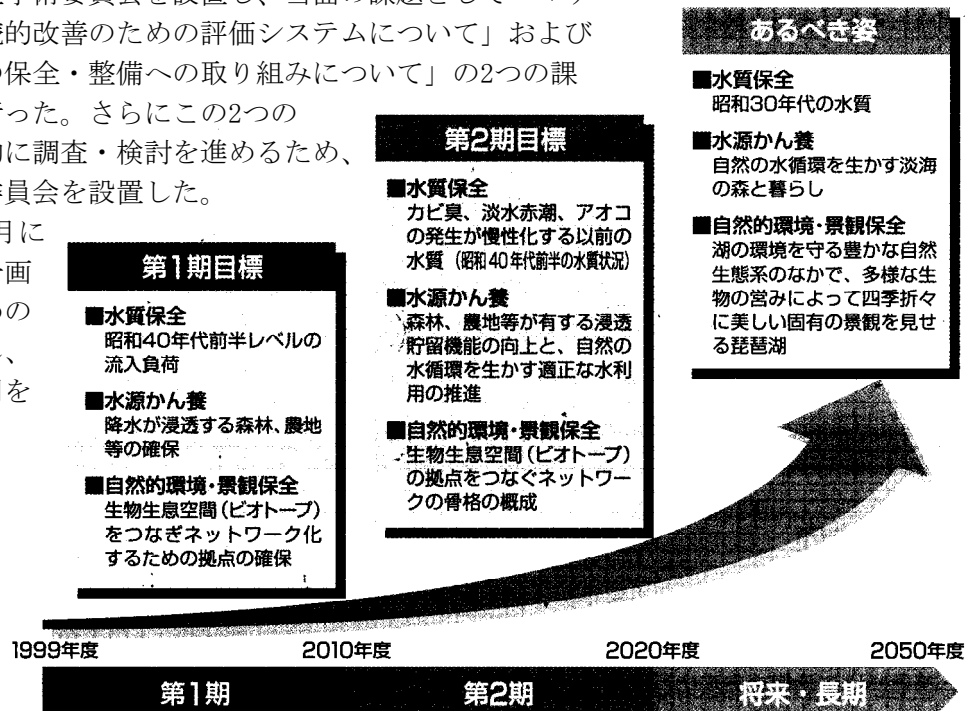 学術委員会を設置し、当面の課題として
的改善のための評価システムについて」および
の保全・整備への取り組みについて」の2つの課
行った。さらにこの2つの
に調査・検討を進めるため、
委員会を設置した。
月に
画
の
、
を
第1期目標
■水質保全
昭和40年代前半レベルの
流入負荷
■水源かん養
降水が浸透する森林、農地
等の確保
■自然的環境・景観保全
生物生息空間(ビオトープ)
をつなぎネットワーク化
するための拠点の確保
第2期目標
■水質保全
カビ臭、淡水赤潮、アオコ
の発生が慢性化する以前の
水質(昭和40年代前半の水質状況)
■水源かん養
森林、農地等が有する浸透
貯留機能の向上と、自然の
水循環を生かす適正な水利
用の推進
■自然的環境・景観保全
生物生息空間(ビオトープ)
の拠点をつなぐネットワー
クの骨格の概成
あるべき姿
■水質保全
昭和30年代の水質
■水源かん養
自然の水循環を生かす淡海
の森と暮らし
■自然的環境・景観保全
湖の環境を守る豊かな自然
生態系のなかで、多様な生
物の営みによって四季折々
に美しい固有の景観を見せ
る琵琶湖
1999年度 2010年度 2020年度 2050年度
第1期 第2期 将来・長期